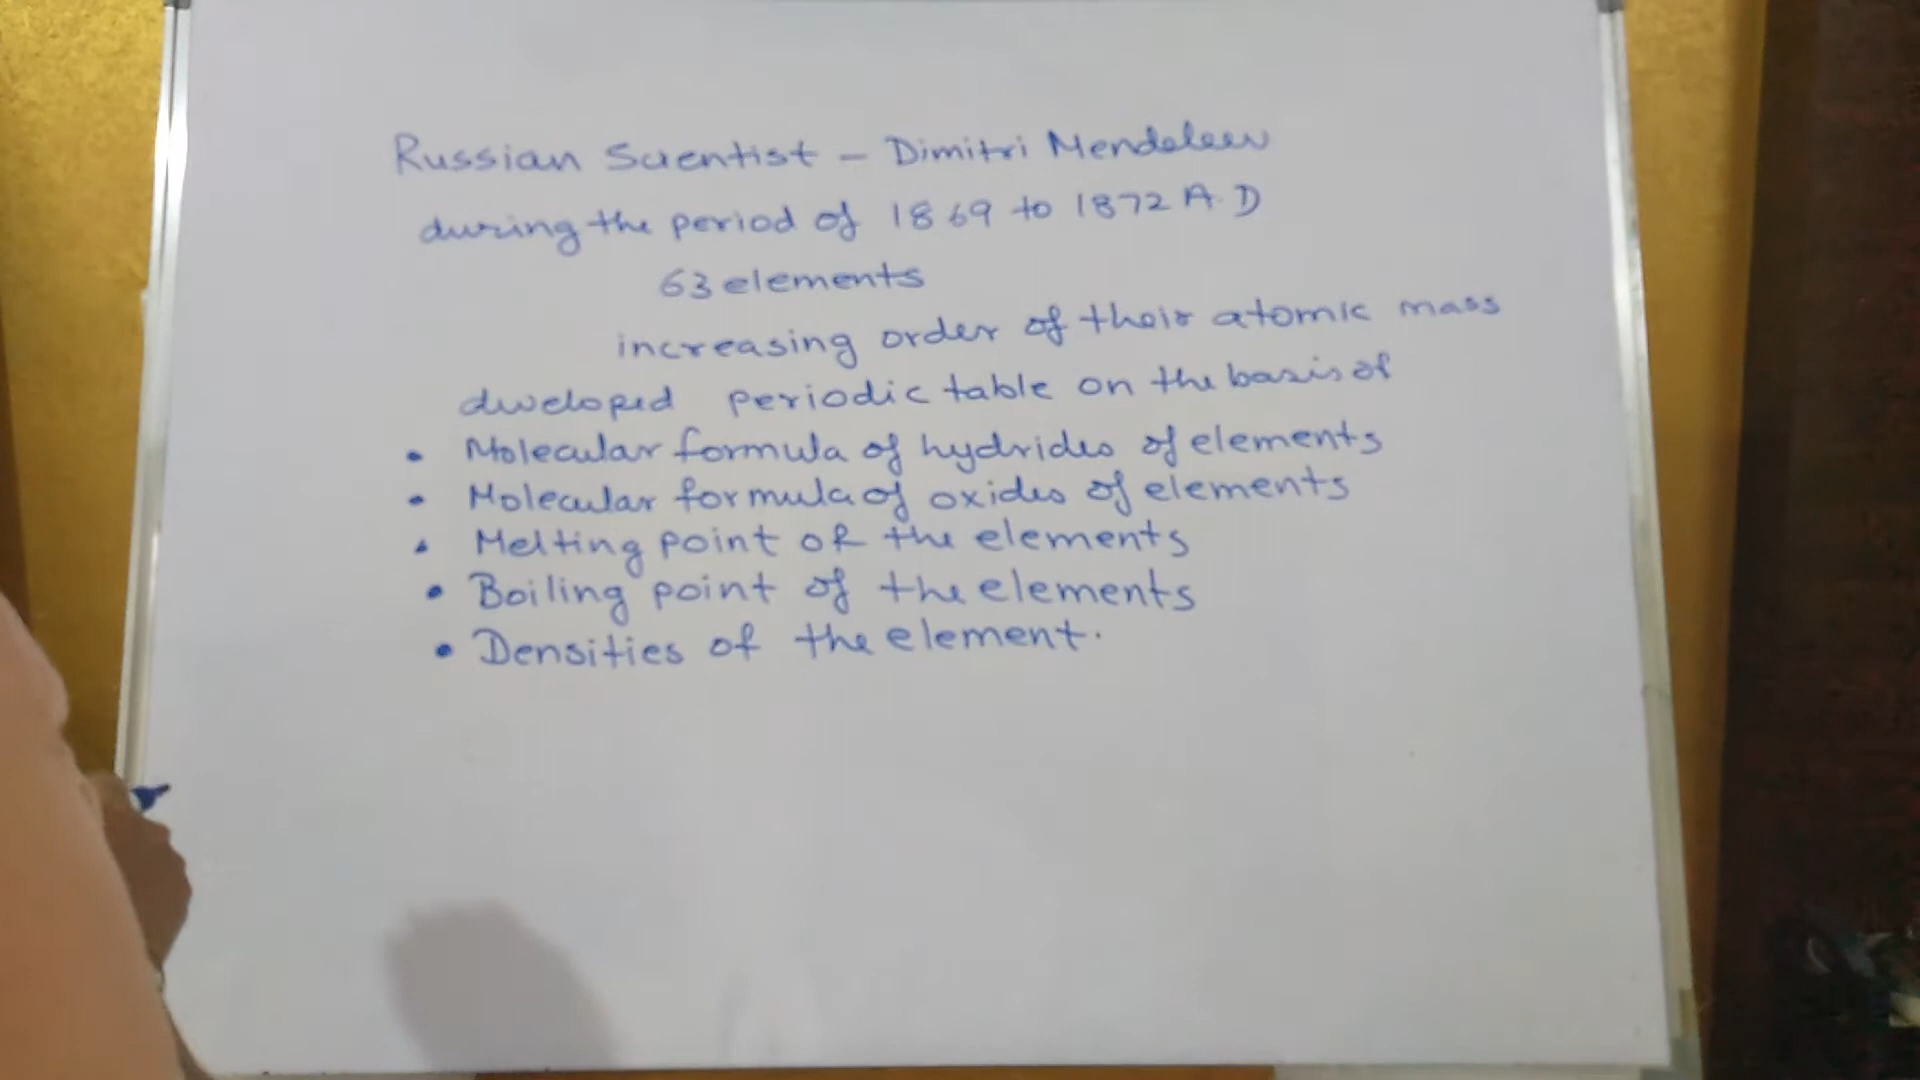 Russian Scientist - Dimitri Mendeleev
during the period of 1869 to 1872 A.D
63 elements
increasing order of their atomic mass
developed periodic table on the basis of
• Molecular formula of hydrides of elements
• Molecular formula of oxides of elements
• Melting point of the elements
• Boiling point of the elements
• Densities of the element.